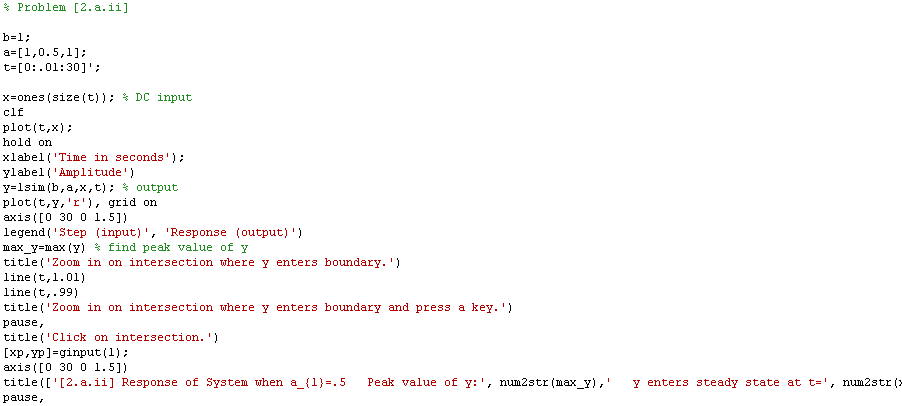 % Problem [2.a.ii]
b=1;
a=[1,0.5,1];
t=[0:.01:30]';
x=ones(size(t)); % DC input
clf
plot(t,x);
hold on
xlabel('Time in seconds');
ylabel('Amplitude')
y=lsim(b,a,x,t); % output
plot(t,y,'r'), grid on
axis([0 30 0 1.5])
legend('Step (input)', 'Response (output)')
max_y=max(y) % find peak value of y
title('Zoom in on intersection where y enters boundary.')
line(t,1.01)
line(t,.99)
title('Zoom in on intersection where y enters boundary and press a key.')
pause,
title('Click on intersection.')
[xp,yp]=ginput(1);
axis([0 30 0 1.5])
title(['[2.a.ii] Response of System when a_{1}=.5   Peak value of y:', num2str(max_y),'   y enters steady state at t=', num2str(
pause,